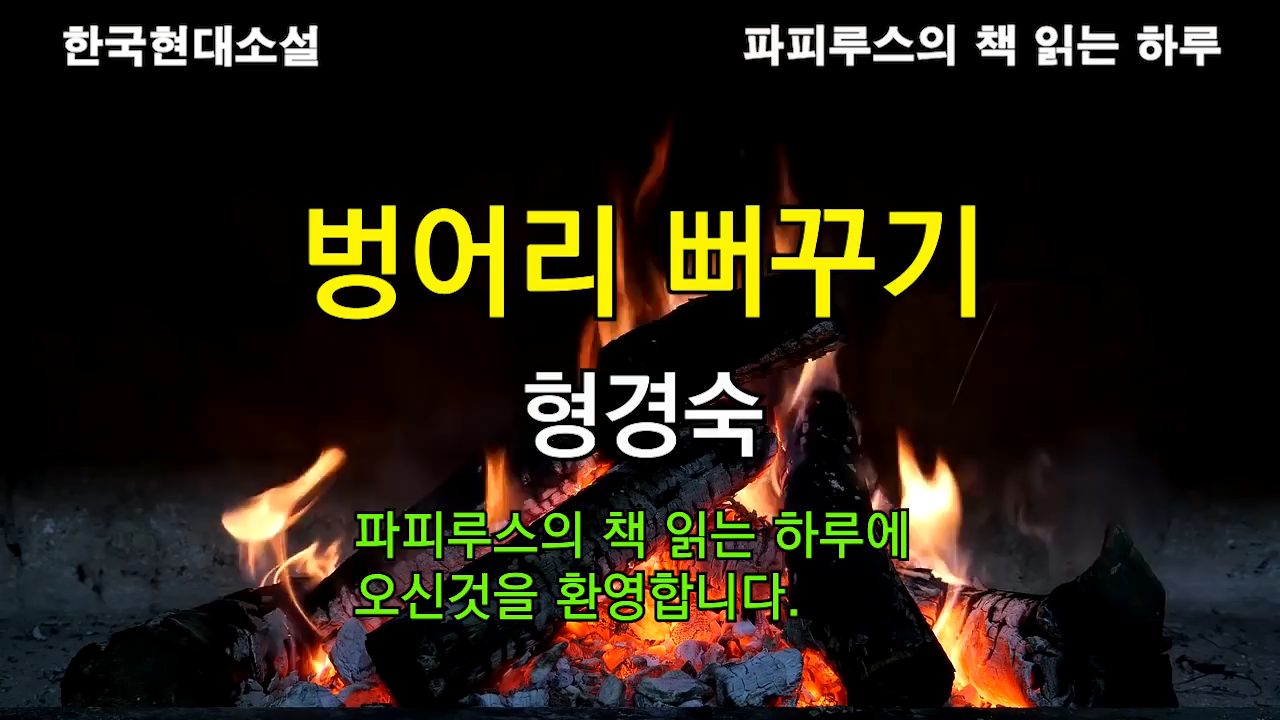 한국현대소설
파피루스의 책 읽는 하루
벙어리 뻐꾸기
형경숙
파피루스의 책 읽는 하루에
오신것을 환영합니다.